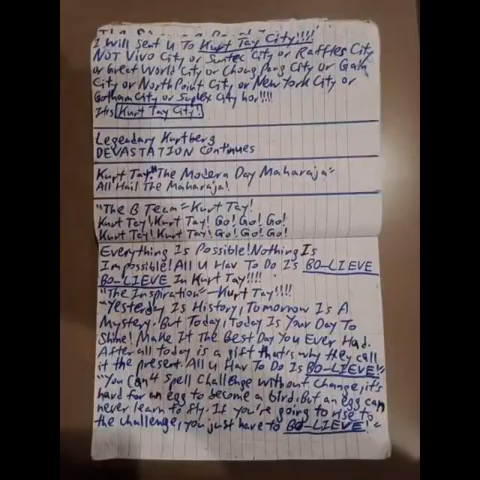 I Will Sent U To Kurt Tay City!!!!
Not Vivo City or Suntec City or Raffles City
or Great World City or Chong Pang City or Gala
City or North Point City or New York City or
Gotham City or Suplex City hor!!!
Its Kurt Tay City!
Legendary Kurtberg
DEVASTATION Continues
Kurt Tay "The Modern Day Maharaja"
All Hail The Maharaja!
"The B Team" - Kurt Tay!
Kurt Tay! Kurt Tay! Go! Go! Go!
Kurt Tay! Kurt Tay! Go! Go! Go!
Everything Is Possible! Nothing Is
Impossible! All U Hav To Do Is BO-LIEVE
BO-LIEVE In Kurt Tay!!!!
"The Inspiration" - Kurt Tay!!!!
"Yesterday Is History, Tomorrow Is A
Mystery. But Today, Today Is Your Day To
Shine! Make It The Best Day You Ever Had.
After all today is a gift that's why they call
it the present. All U Hav To Do Is BO-LIEVE!"
"You Can't Spell Challenge without Change, it's
hard for an egg to become a bird. But an egg can
never learn to fly. If you're going to rise to
the challenge, you just have to BO-LIEVE!"